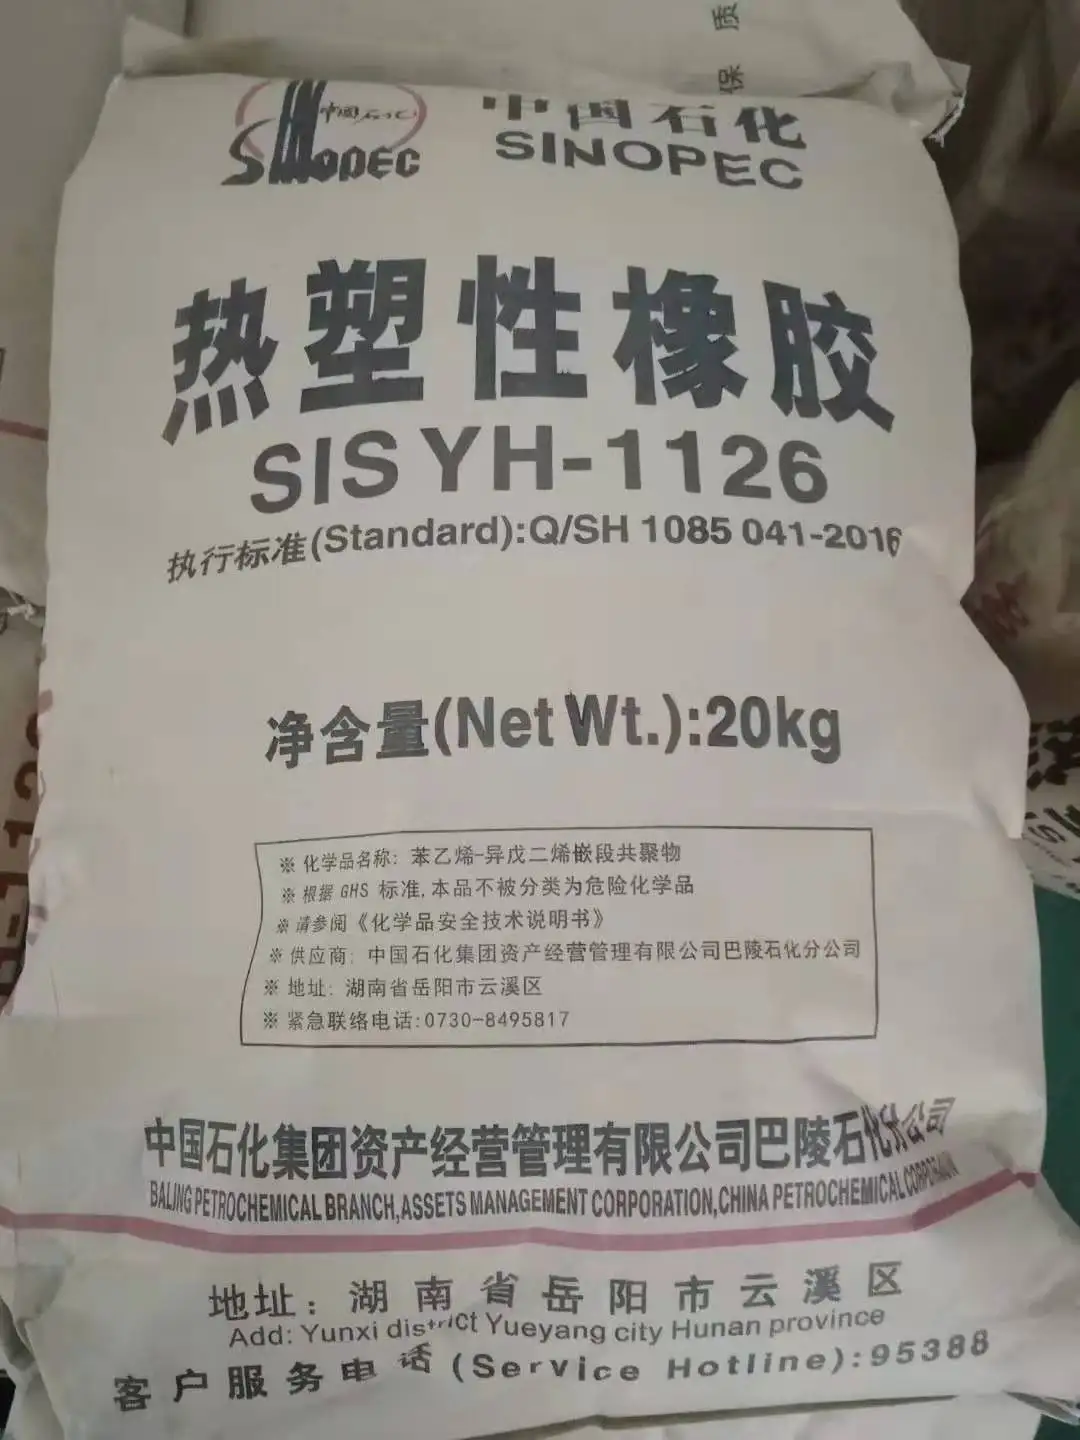 质
保
中国石化
SINOPEC
中国石化
SINOPEC
热塑性橡胶
SIS YH-1126
执行标准(Standard):Q/SH 1085 041-2016
净含量(Net Wt.):20kg
※ 化学品名称: 苯乙烯-异戊二烯嵌段共聚物
※ 根据 GHS 标准,本品不被分类为危险化学品
※ 请参阅《化学品安全技术说明书》
※ 供应商: 中国石化集团资产经营管理有限公司巴陵石化分公司
※ 地址: 湖南省岳阳市云溪区
※ 紧急联络电话:0730-8495817
中国石化集团资产经营管理有限公司巴陵石化分公司
BALING PETROCHEMICAL BRANCH,ASSETS MANAGEMENT CORPORATION,CHINA PETROCHEMICAL CORPORATION
地址: 湖南省岳阳市云溪区
Add: Yunxi district Yueyang city Hunan province
客户服务电话(Service Hotline):95388